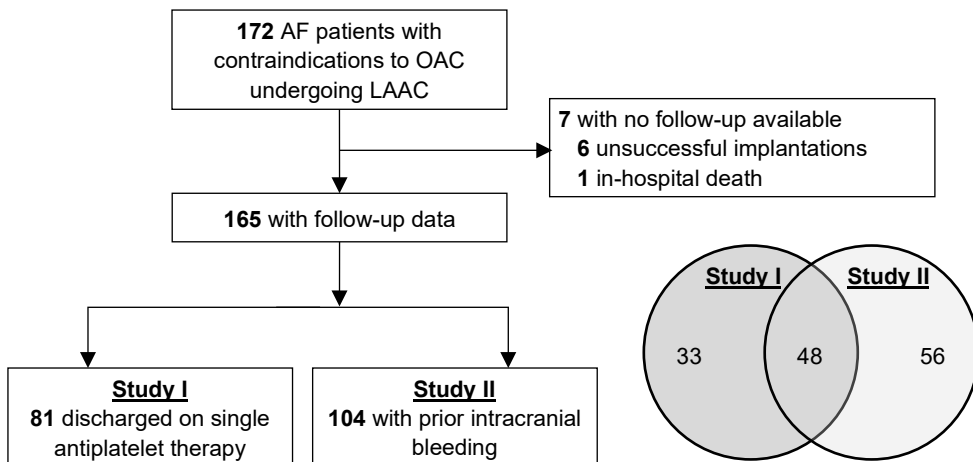 172 AF patients with
contraindications to OAC
undergoing LAAC
7 with no follow-up available
6 unsuccessful implantations
1 in-hospital death
165 with follow-up data
Study I
81 discharged on single
antiplatelet therapy
Study II
104 with prior intracranial
bleeding
Study I
Study II
33
48
56